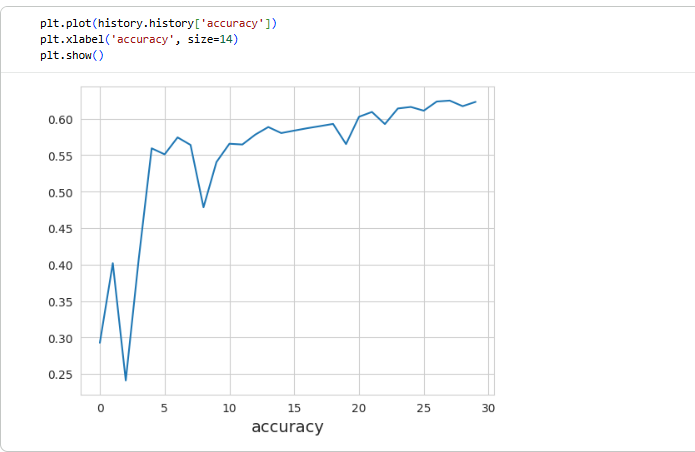 plt.plot(history.history['accuracy'])
plt.xlabel('accuracy', size=14)
plt.show()
0.60
0.55
0.50
0.45
0.40
0.35
0.30
0.25
0 5 10 15 20 25 30
accuracy